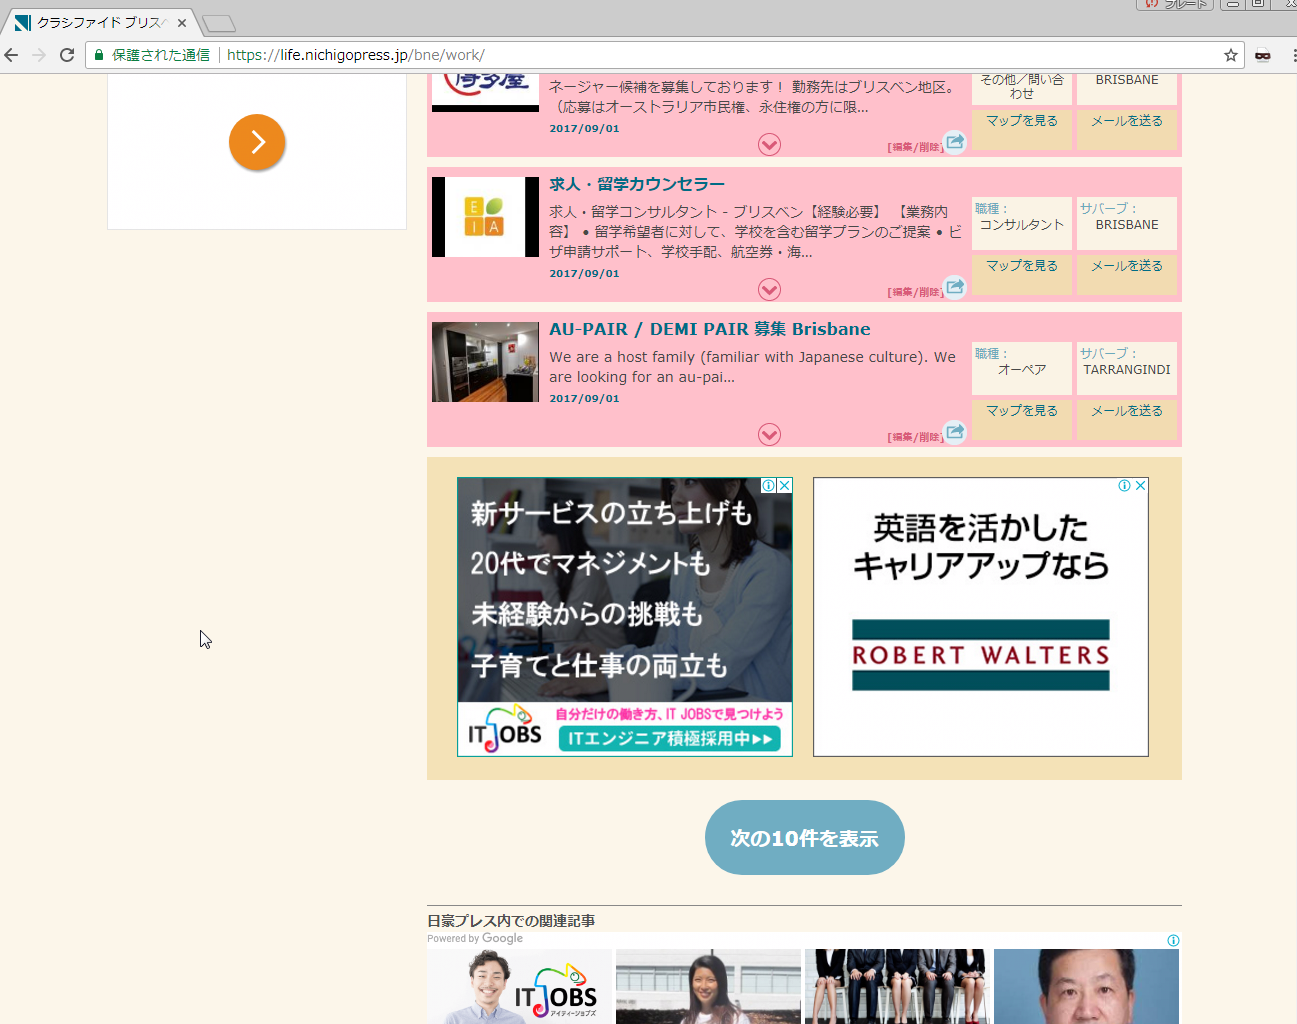 クラシファイド ブリスベ
ブレード
保護された通信
https://life.nichigopress.jp/bne/work/
博多屋
ネージャー候補を募集しております！ 勤務先はブリスベン地区。
（応募はオーストラリア市民権、永住権の方に限...
2017/09/01
[編集/削除]
その他／問い合
わせ
BRISBANE
マップを見る
メールを送る
E
I A
求人・留学カウンセラー
求人・留学コンサルタント - ブリスベン【経験必要】 【業務内
容】 • 留学希望者に対して、学校を含む留学プランのご提案 • ビ
ザ申請サポート、学校手配、航空券・海...
2017/09/01
[編集/削除]
職種：
コンサルタント
サバーブ：
BRISBANE
マップを見る
メールを送る
AU-PAIR / DEMI PAIR 募集 Brisbane
We are a host family (familiar with Japanese culture). We
are looking for an au-pai...
2017/09/01
[編集/削除]
職種：
オーペア
サバーブ：
TARRANGINDI
マップを見る
メールを送る
新サービスの立ち上げも
20代でマネジメントも
未経験からの挑戦も
子育てと仕事の両立も
IT JOBS
自分だけの働き方、IT JOBSで見つけよう
ITエンジニア積極採用中▶▶
英語を活かした
キャリアアップなら
ROBERT WALTERS
次の10件を表示
日豪プレス内での関連記事
Powered by Google
IT JOBS
アイティージョブズ